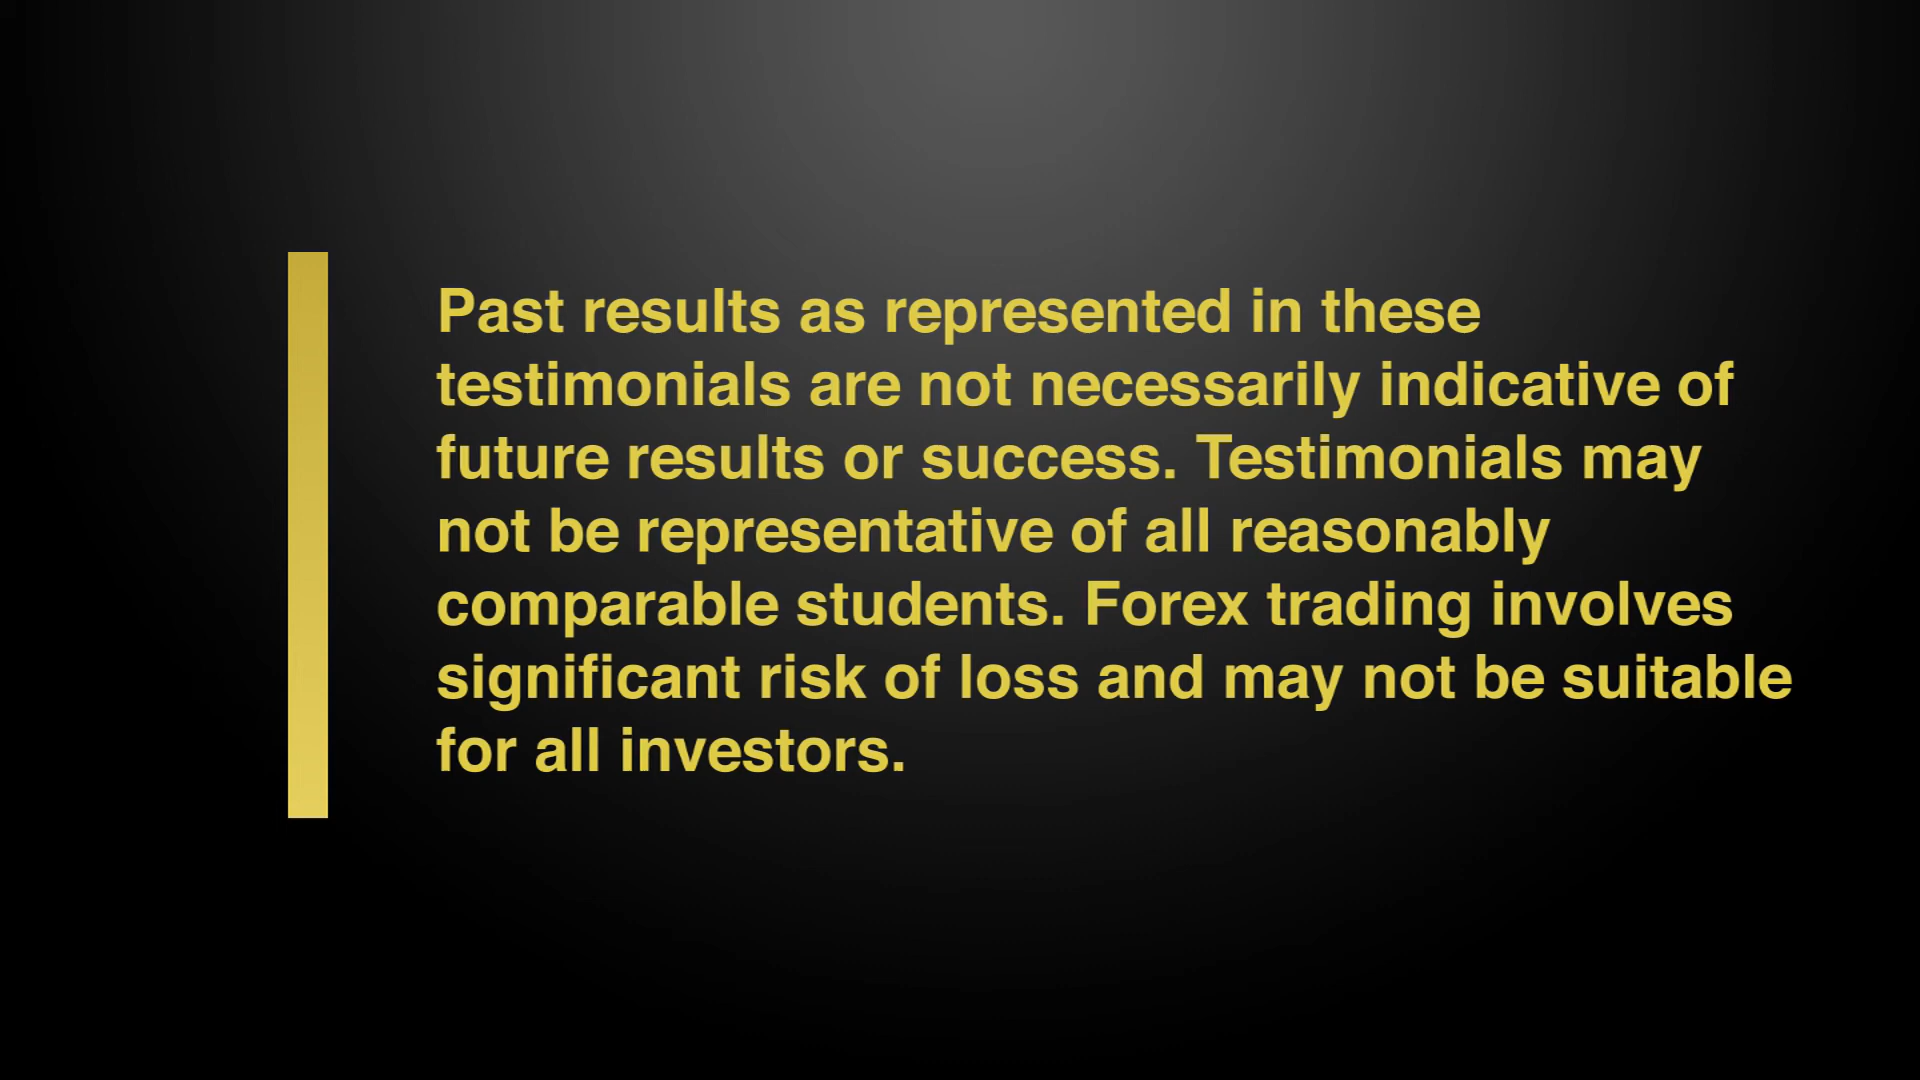 Past results as represented in these
testimonials are not necessarily indicative of
future results or success. Testimonials may
not be representative of all reasonably
comparable students. Forex trading involves
significant risk of loss and may not be suitable
for all investors.